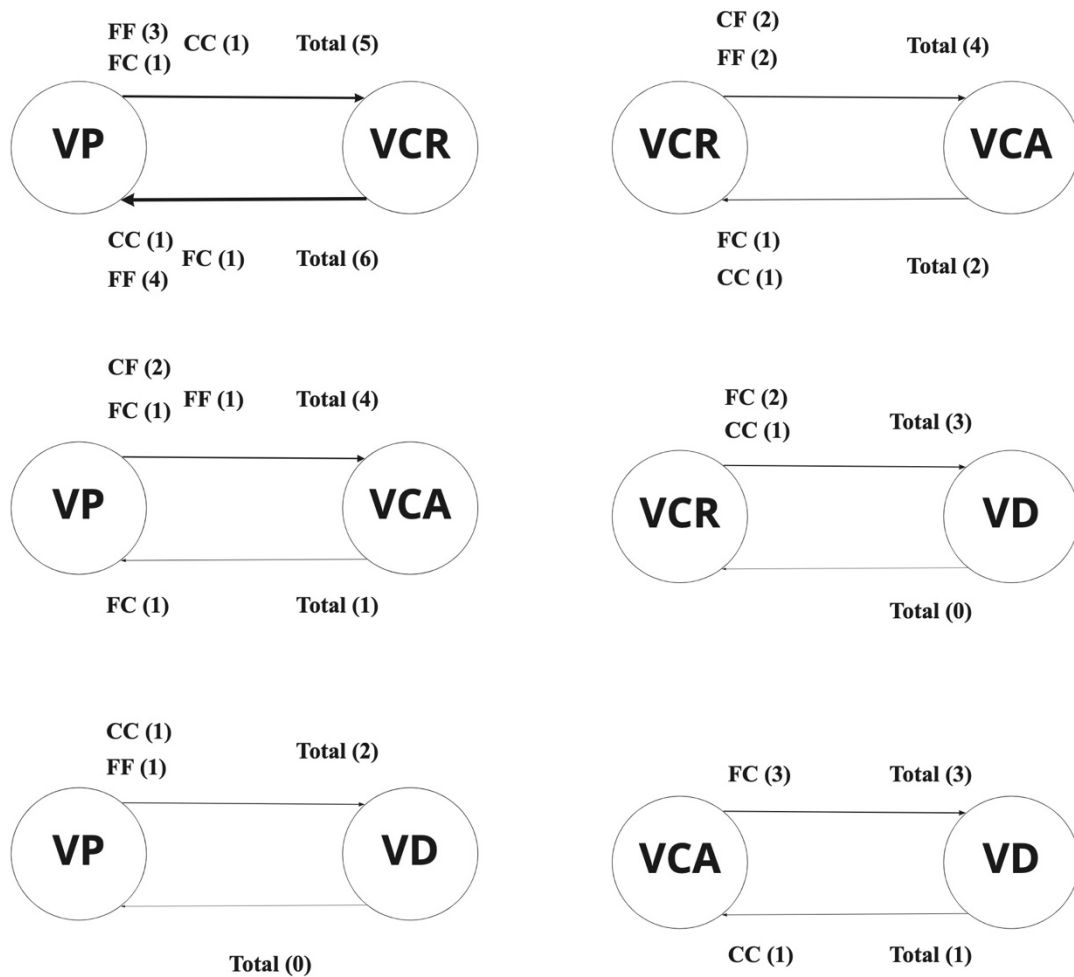 FF (3) CC (1) Total (5)
FC (1)
VP VCR
CC (1) FC (1) Total (6)
FF (4)
CF (2) Total (4)
FF (2)
VCR VCA
FC (1) Total (2)
CC (1)
CF (2) FF (1) Total (4)
FC (1)
VP VCA
FC (1) Total (1)
FC (2) Total (3)
CC (1)
VCR VD
Total (0)
CC (1) Total (2)
FF (1)
VP VD
Total (0)
FC (3) Total (3)
VCA VD
CC (1) Total (1)